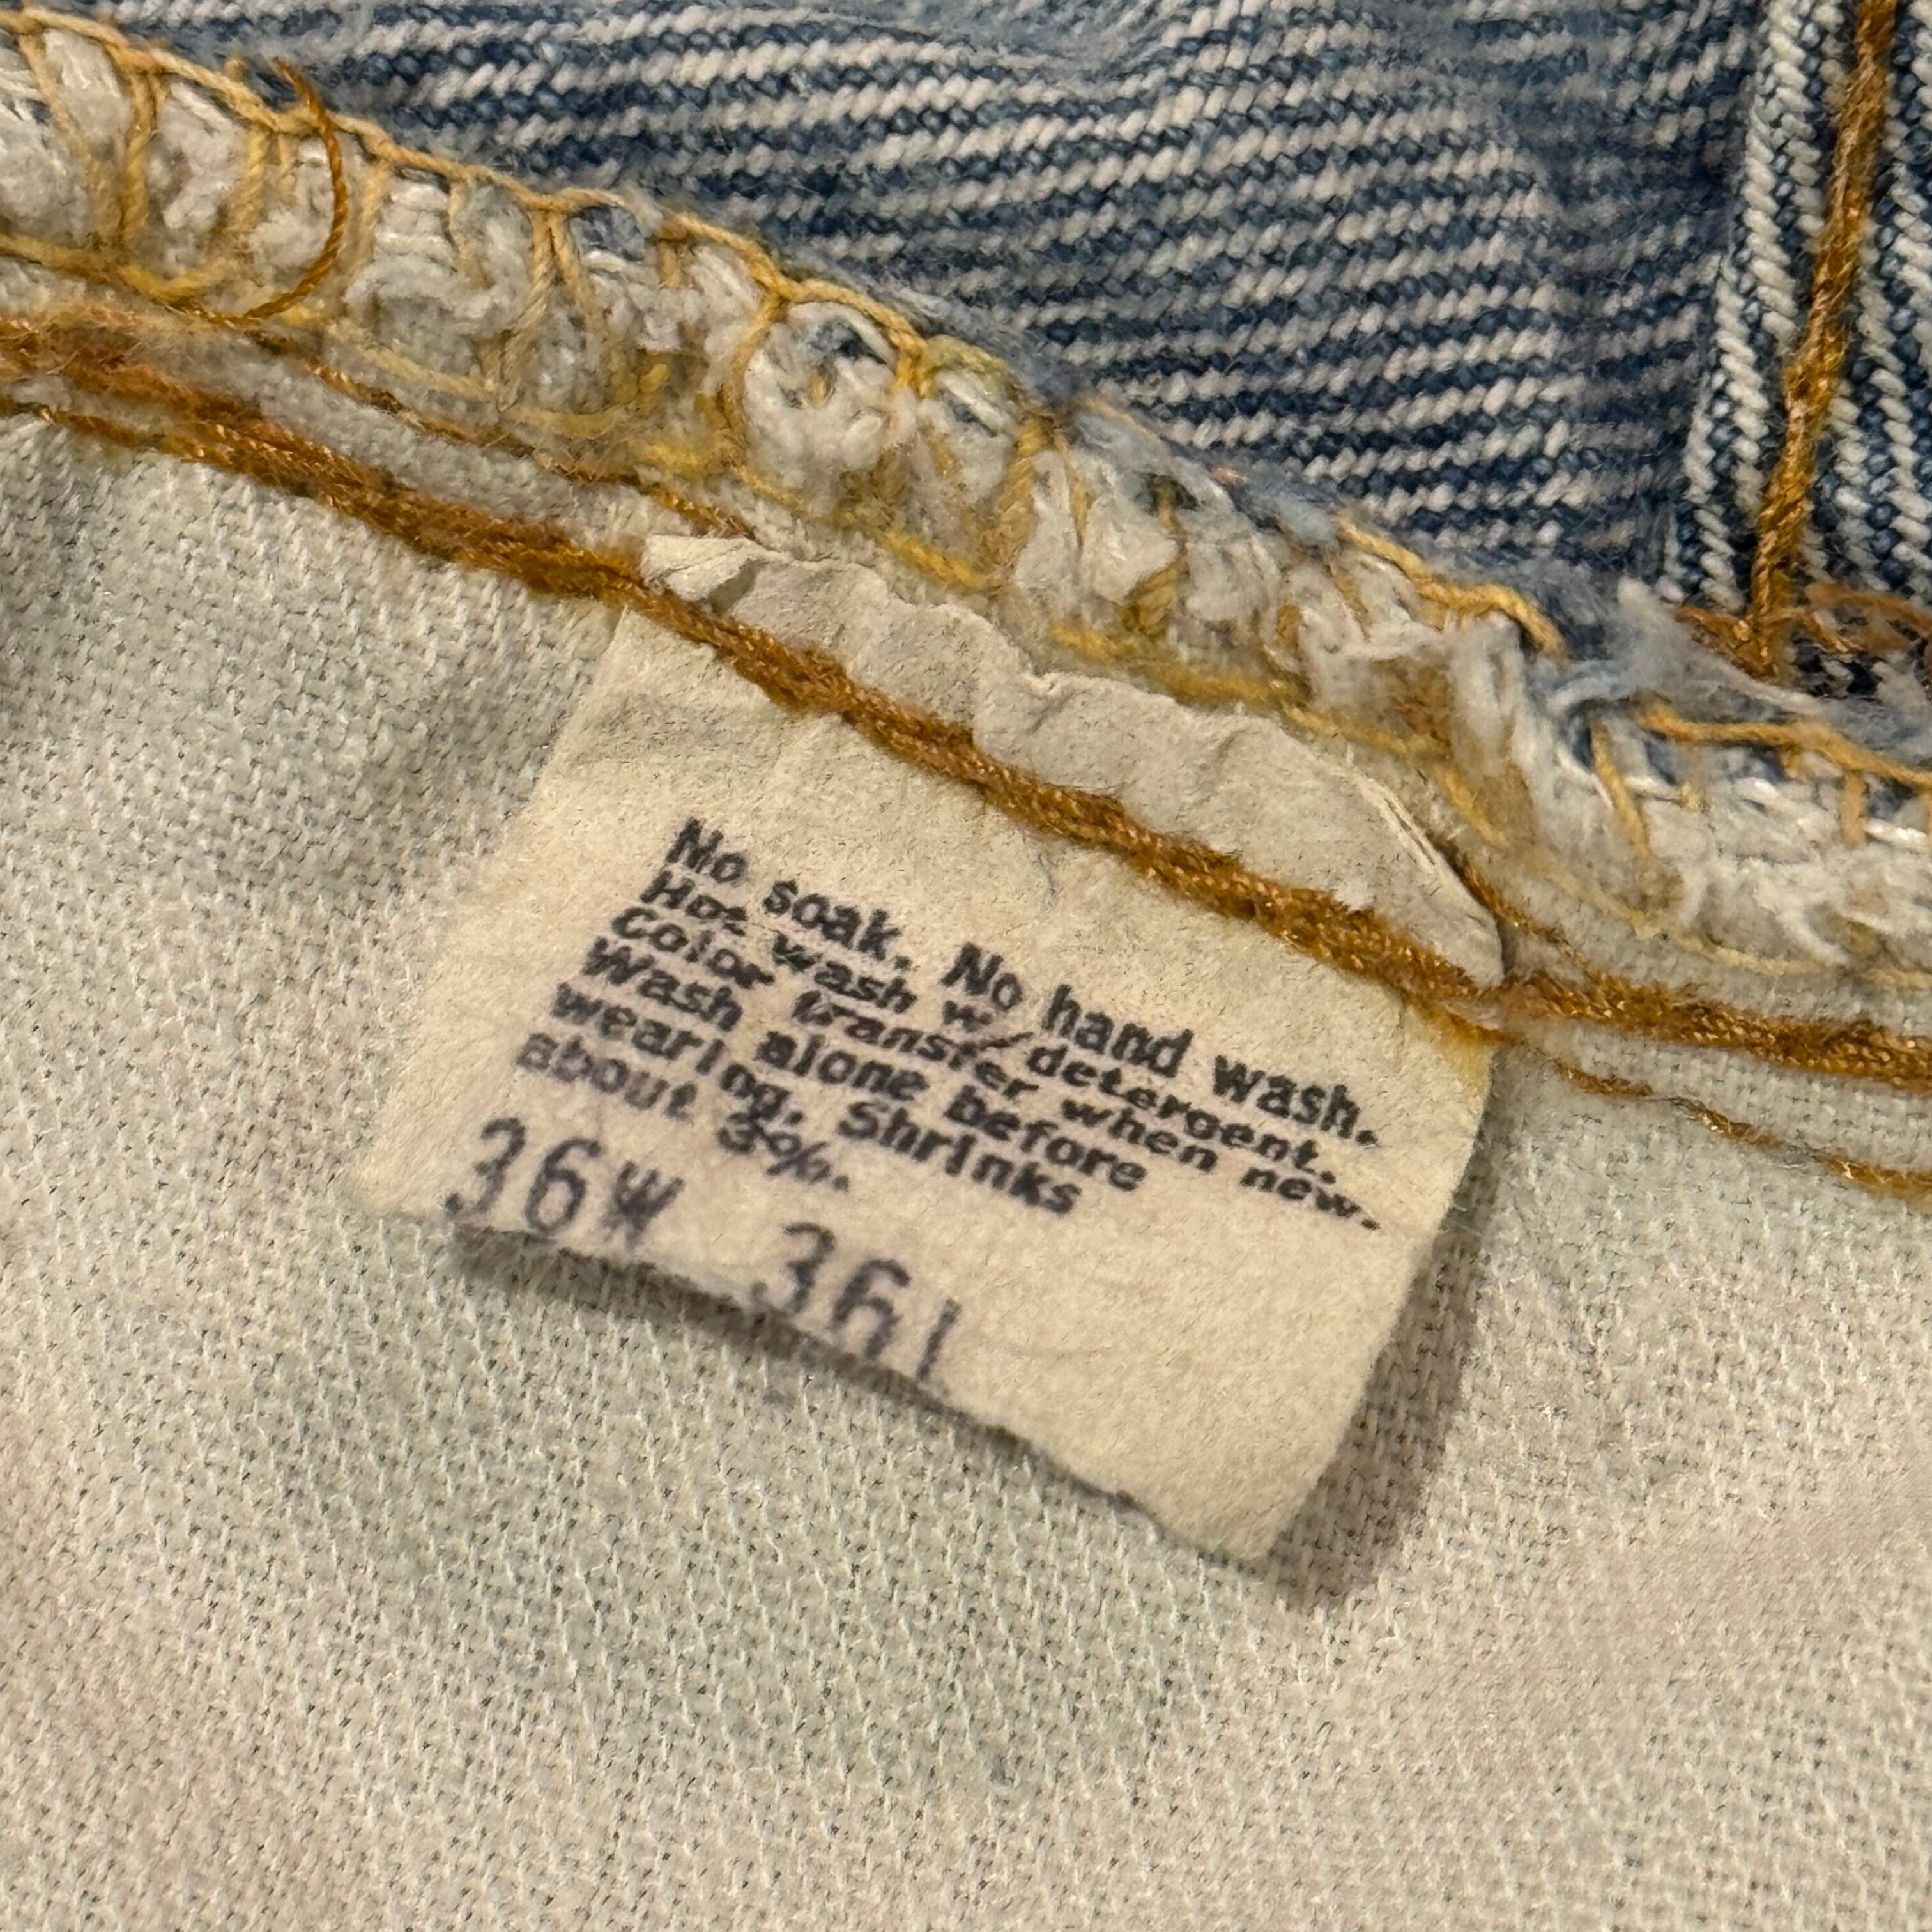 No soak. No hand wash.
Hot wash w/detergent.
Color transfer when new.
Wash alone before
wearing. Shrinks
about 3%.
36W 36L